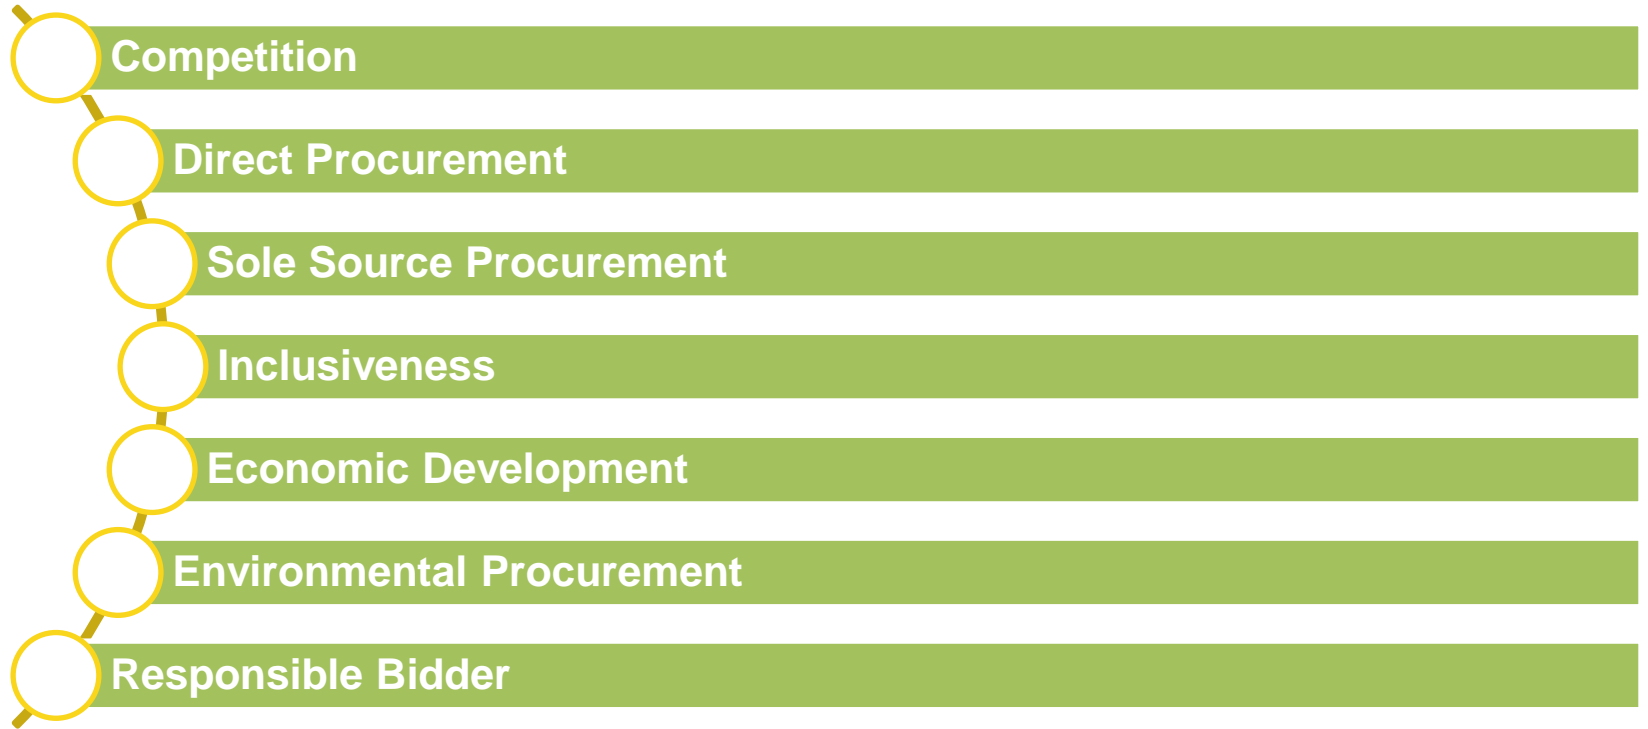 Competition
Direct Procurement
Sole Source Procurement
Inclusiveness
Economic Development
Environmental Procurement
Responsible Bidder